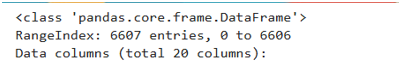 <class 'pandas.core.frame.DataFrame'>
RangeIndex: 6607 entries, 0 to 6606
Data columns (total 20 columns):